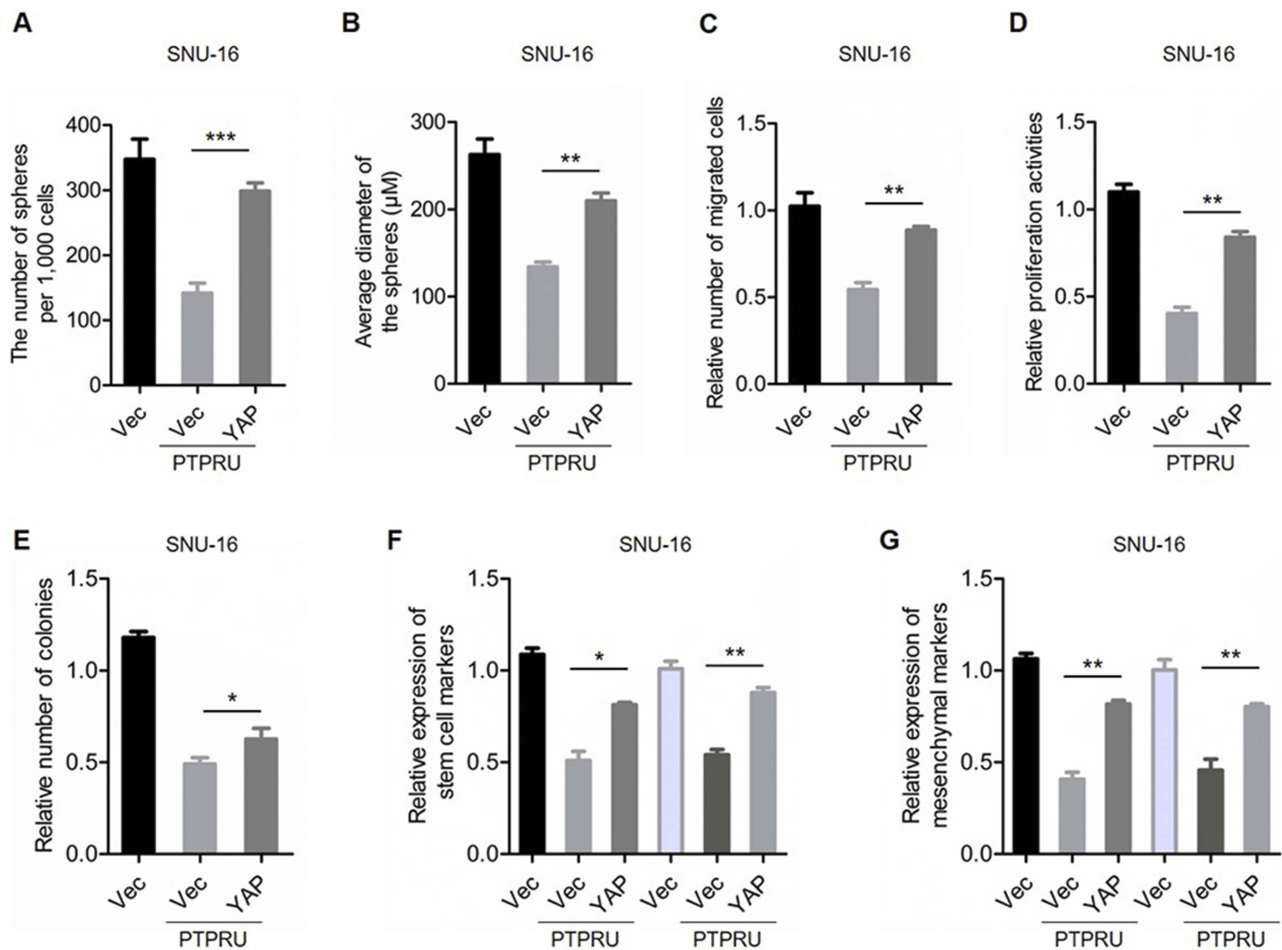 A
SNU-16
The number of spheres
per 1,000 cells
400
300
200
100
0
***
Vec
Vec
YAP
PTPRU
B
SNU-16
Average diameter of
the spheres (µM)
300
200
100
0
**
Vec
Vec
YAP
PTPRU
C
SNU-16
Relative number of migrated cells
1.5
1.0
0.5
0.0
**
Vec
Vec
YAP
PTPRU
D
SNU-16
Relative proliferation activities
1.5
1.0
0.5
0.0
**
Vec
Vec
YAP
PTPRU
E
SNU-16
Relative number of colonies
1.5
1.0
0.5
0.0
*
Vec
Vec
YAP
PTPRU
F
SNU-16
Relative expression of
stem cell markers
1.5
1.0
0.5
0.0
*
**
Vec
Vec
YAP
Vec
Vec
YAP
PTPRU
PTPRU
G
SNU-16
Relative expression of
mesenchymal markers
1.5
1.0
0.5
0.0
**
**
Vec
Vec
YAP
Vec
Vec
YAP
PTPRU
PTPRU